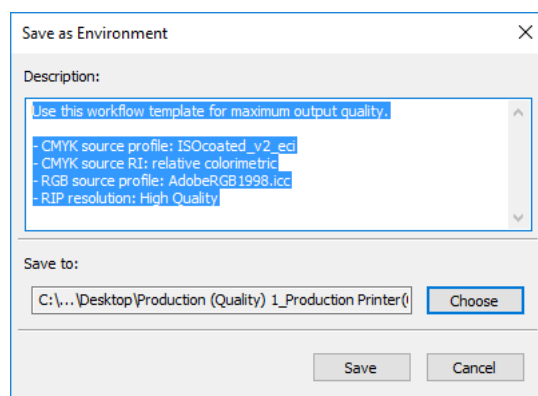 Save as Environment
Description:
Use this workflow template for maximum output quality.
- CMYK source profile: ISOcoated_v2_eci
- CMYK source RI: relative colorimetric
- RGB source profile: AdobeRGB1998.icc
- RIP resolution: High Quality
Save to:
C:\...\Desktop\Production (Quality) 1_Production Printer(
Choose
Save
Cancel